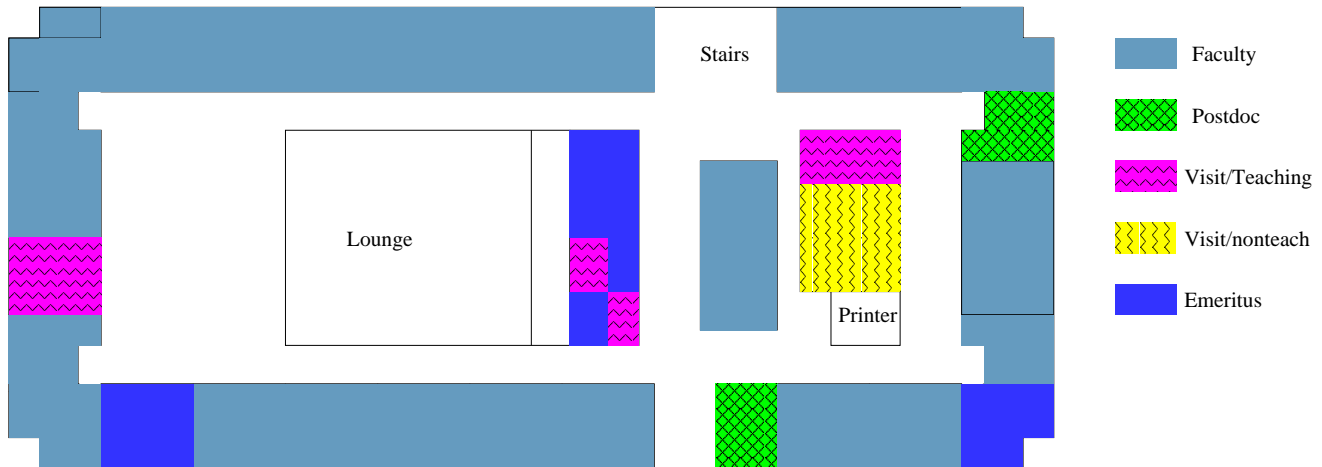 Stairs
Faculty
Postdoc
Visit/Teaching
Visit/nonteach
Lounge
Emeritus
Printer